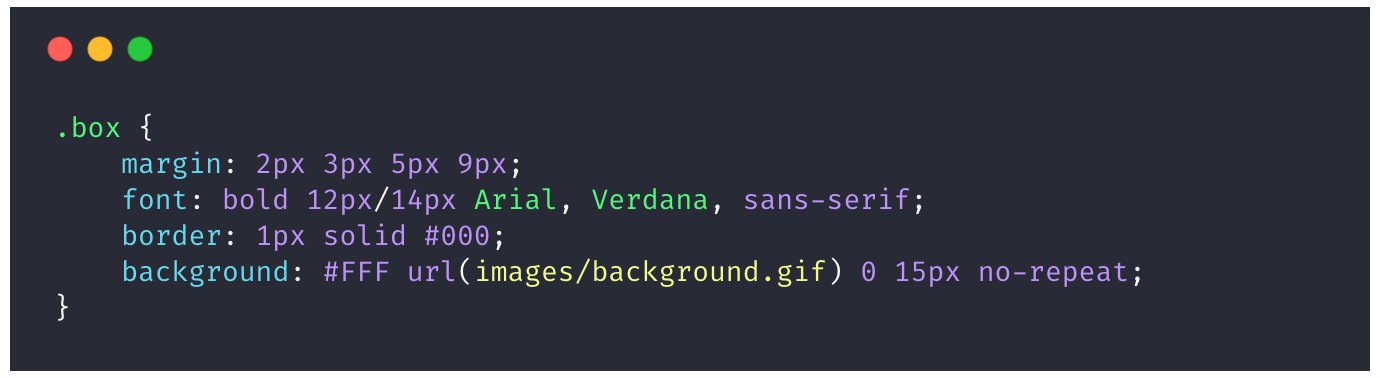 .box {
    margin: 2px 3px 5px 9px;
    font: bold 12px/14px Arial, Verdana, sans-serif;
    border: 1px solid #000;
    background: #FFF url(images/background.gif) 0 15px no-repeat;
}